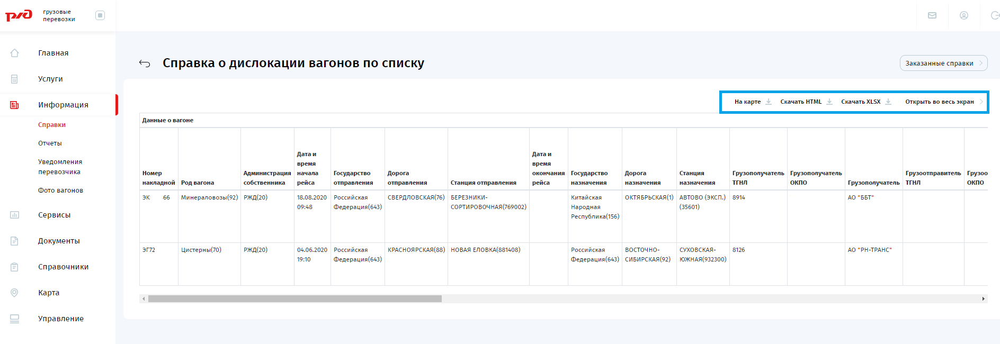 ржд
грузовые
перевозки
Главная
Услуги
Информация
Справки
Отчеты
Уведомления
перевозчика
Фото вагонов
Сервисы
Документы
Справочники
Карта
Управление
Справка о дислокации вагонов по списку
Заказанные справки
На карте Скачать HTML Скачать XLSX Открыть во весь экран
Данные о вагоне
Номер
накладной
Род вагона
Администрация
собственника
Дата и
время
начала
рейса
Государство
отправления
Дорога
отправления
Станция отправления
Дата и
время
окончания
рейса
Государство
назначения
Дорога
назначения
Станция
назначения
Грузополучатель
ТГНЛ
Грузополучатель
ОКПО
Грузополучатель
Грузоотправитель
ТГНЛ
Грузоо
ОКПО
ЭК 66
Минераловозы(92)
РЖД(20)
18.08.2020
09:48
Российская
Федерация(643)
СВЕРДЛОВСКАЯ(76)
БЕРЕЗНИКИ-
СОРТИРОВОЧНАЯ(769002)
Китайская
Народная
Республика(156)
ОКТЯБРЬСКАЯ(1)
АВТОВО (ЭКСП.)
(35601)
8914
АО "ББТ"
ЭГ72
Цистерны(70)
РЖД(20)
04.06.2020
19:10
Российская
Федерация(643)
КРАСНОЯРСКАЯ(88)
НОВАЯ ЕЛОВКА(881408)
Российская
Федерация(643)
ВОСТОЧНО-
СИБИРСКАЯ(92)
СУХОВСКАЯ-
ЮЖНАЯ(932300)
8126
АО "РН-ТРАНС"